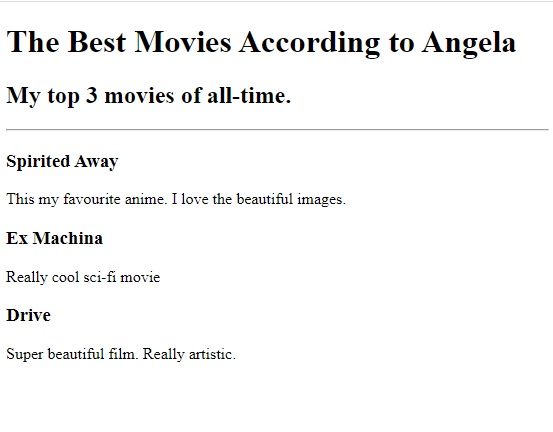 The Best Movies According to Angela
My top 3 movies of all-time.
Spirited Away
This my favourite anime. I love the beautiful images.
Ex Machina
Really cool sci-fi movie
Drive
Super beautiful film. Really artistic.